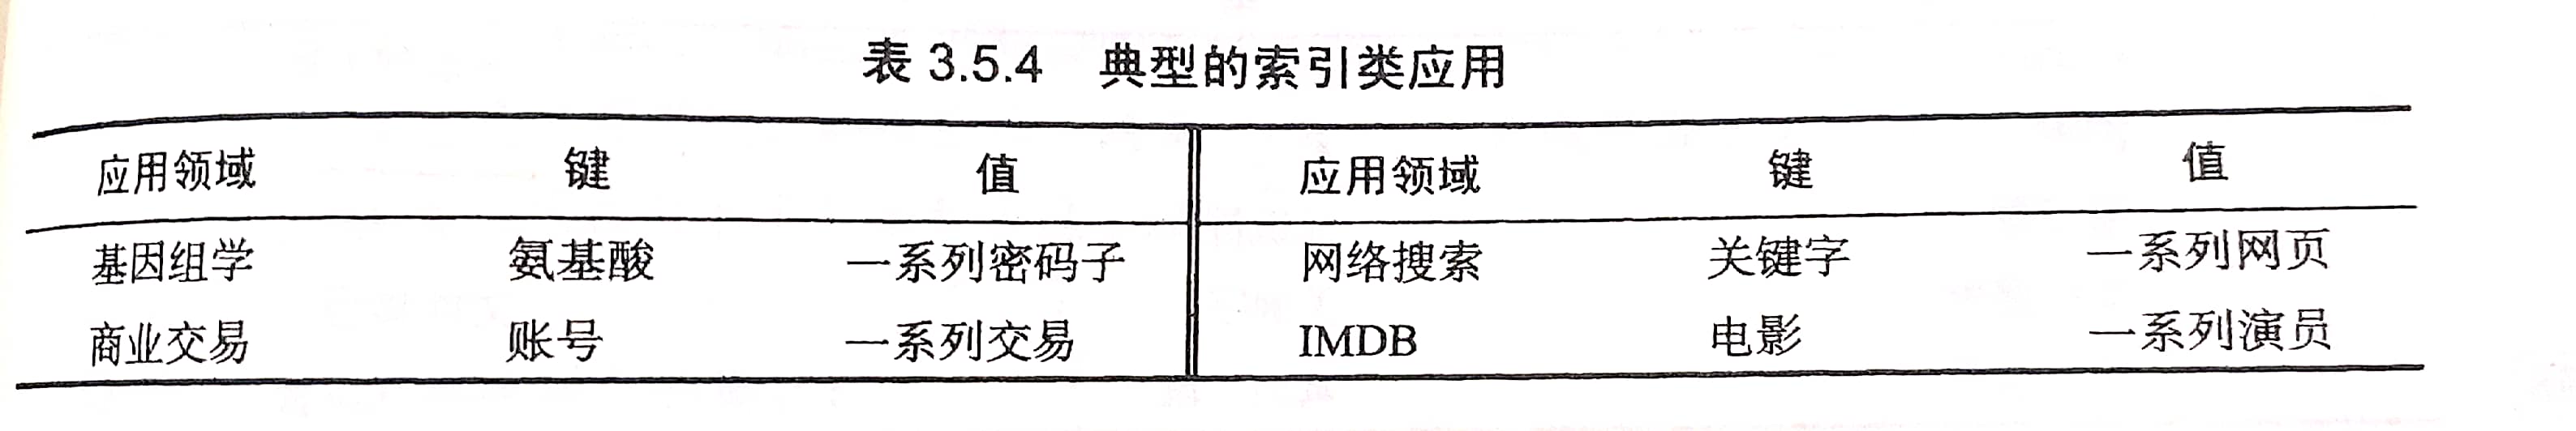 表 3.5.4 典型的索引类应用
应用领域 键 值 应用领域 键 值
基因组学 氨基酸 一系列密码子 网络搜索 关键字 一系列网页
商业交易 账号 一系列交易 IMDB 电影 一系列演员